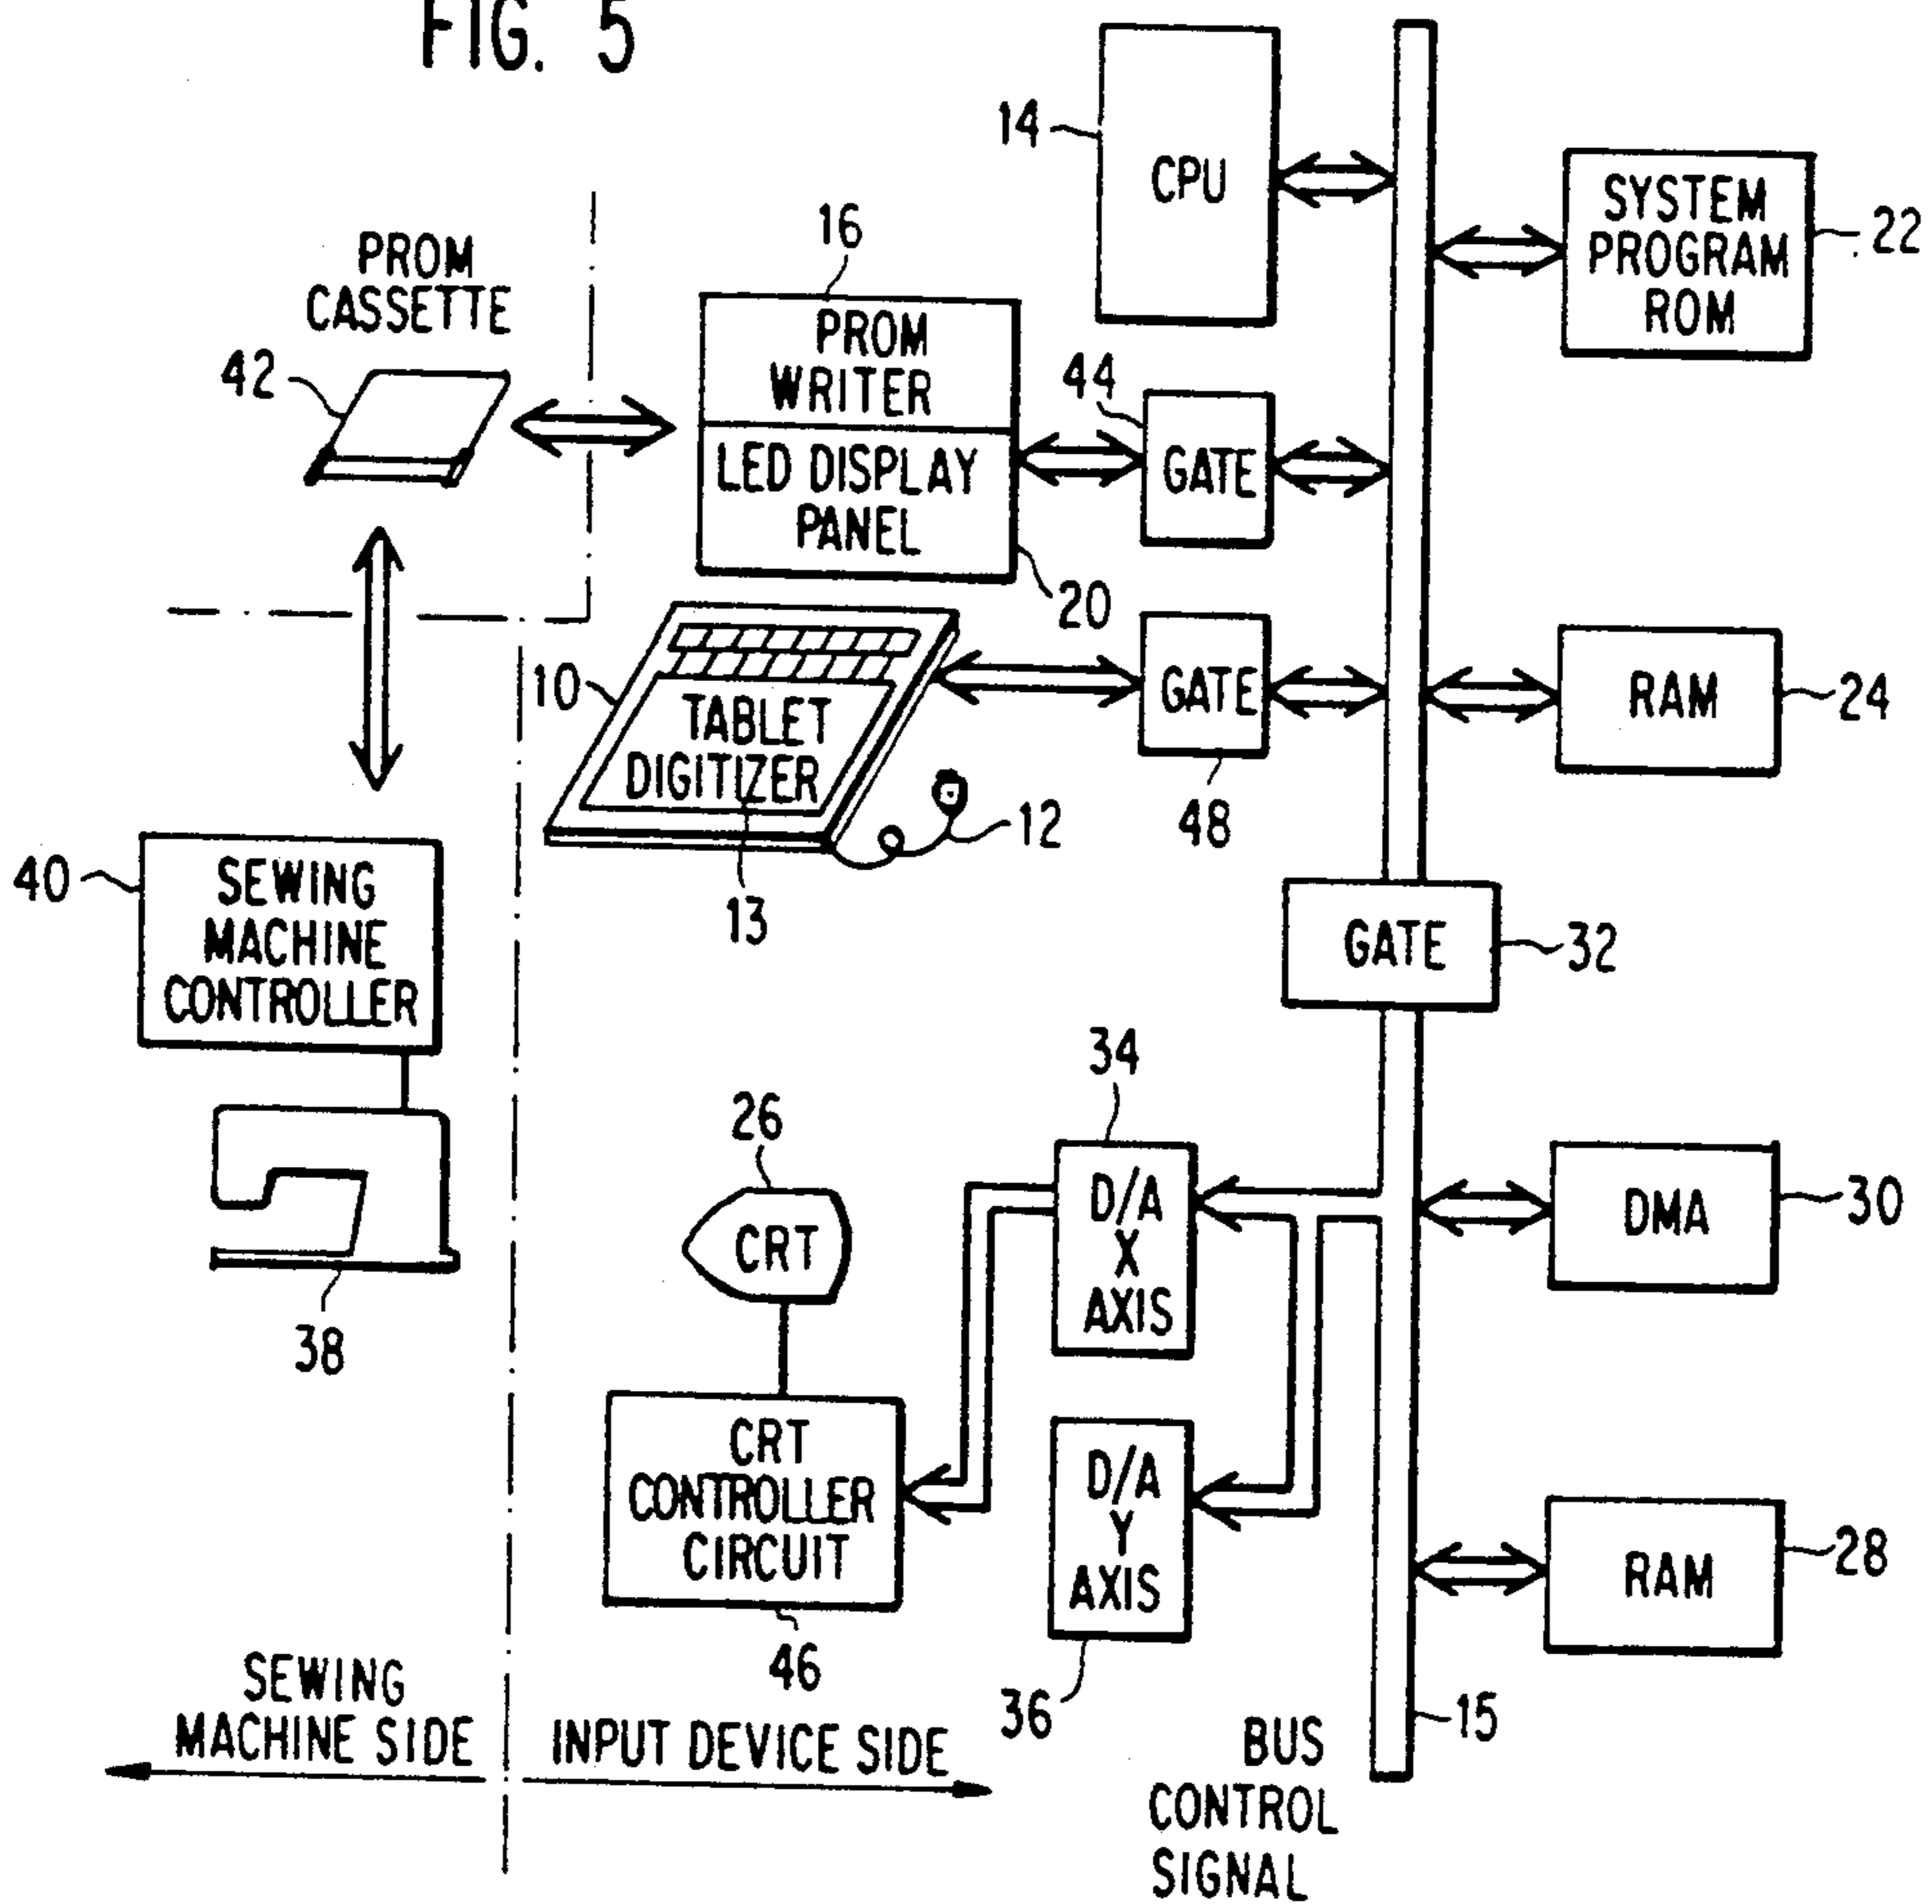 FIG. 5
14
CPU
SYSTEM
PROGRAM
ROM
22
16
PROM
CASSETTE
42
PROM
WRITER
LED DISPLAY
PANEL
20
44
GATE
10
TABLET
DIGITIZER
13
12
GATE
48
RAM
24
40
SEWING
MACHINE
CONTROLLER
38
GATE
32
34
D/A
X
AXIS
26
CRT
DMA
30
CRT
CONTROLLER
CIRCUIT
46
D/A
Y
AXIS
36
RAM
28
15
SEWING
MACHINE SIDE
INPUT DEVICE SIDE
BUS
CONTROL
SIGNAL